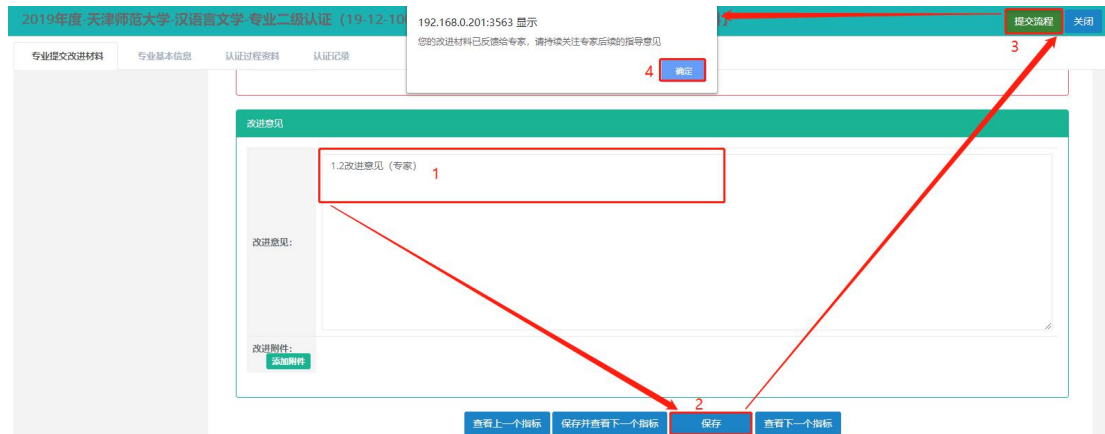 2019年度-天津师范大学-汉语言文学-专业二级认证（19-12-10
提交流程
关闭
192.168.0.201:3563 显示
您的改进材料已反馈给专家，请持续关注专家后续的指导意见
4
确定
3
专业提交改进材料
专业基本信息
认证过程资料
认证记录
改进意见
1.2改进意见（专家）
1
改进意见：
改进附件：
添加附件
2
查看上一个指标
保存并查看下一个指标
保存
查看下一个指标